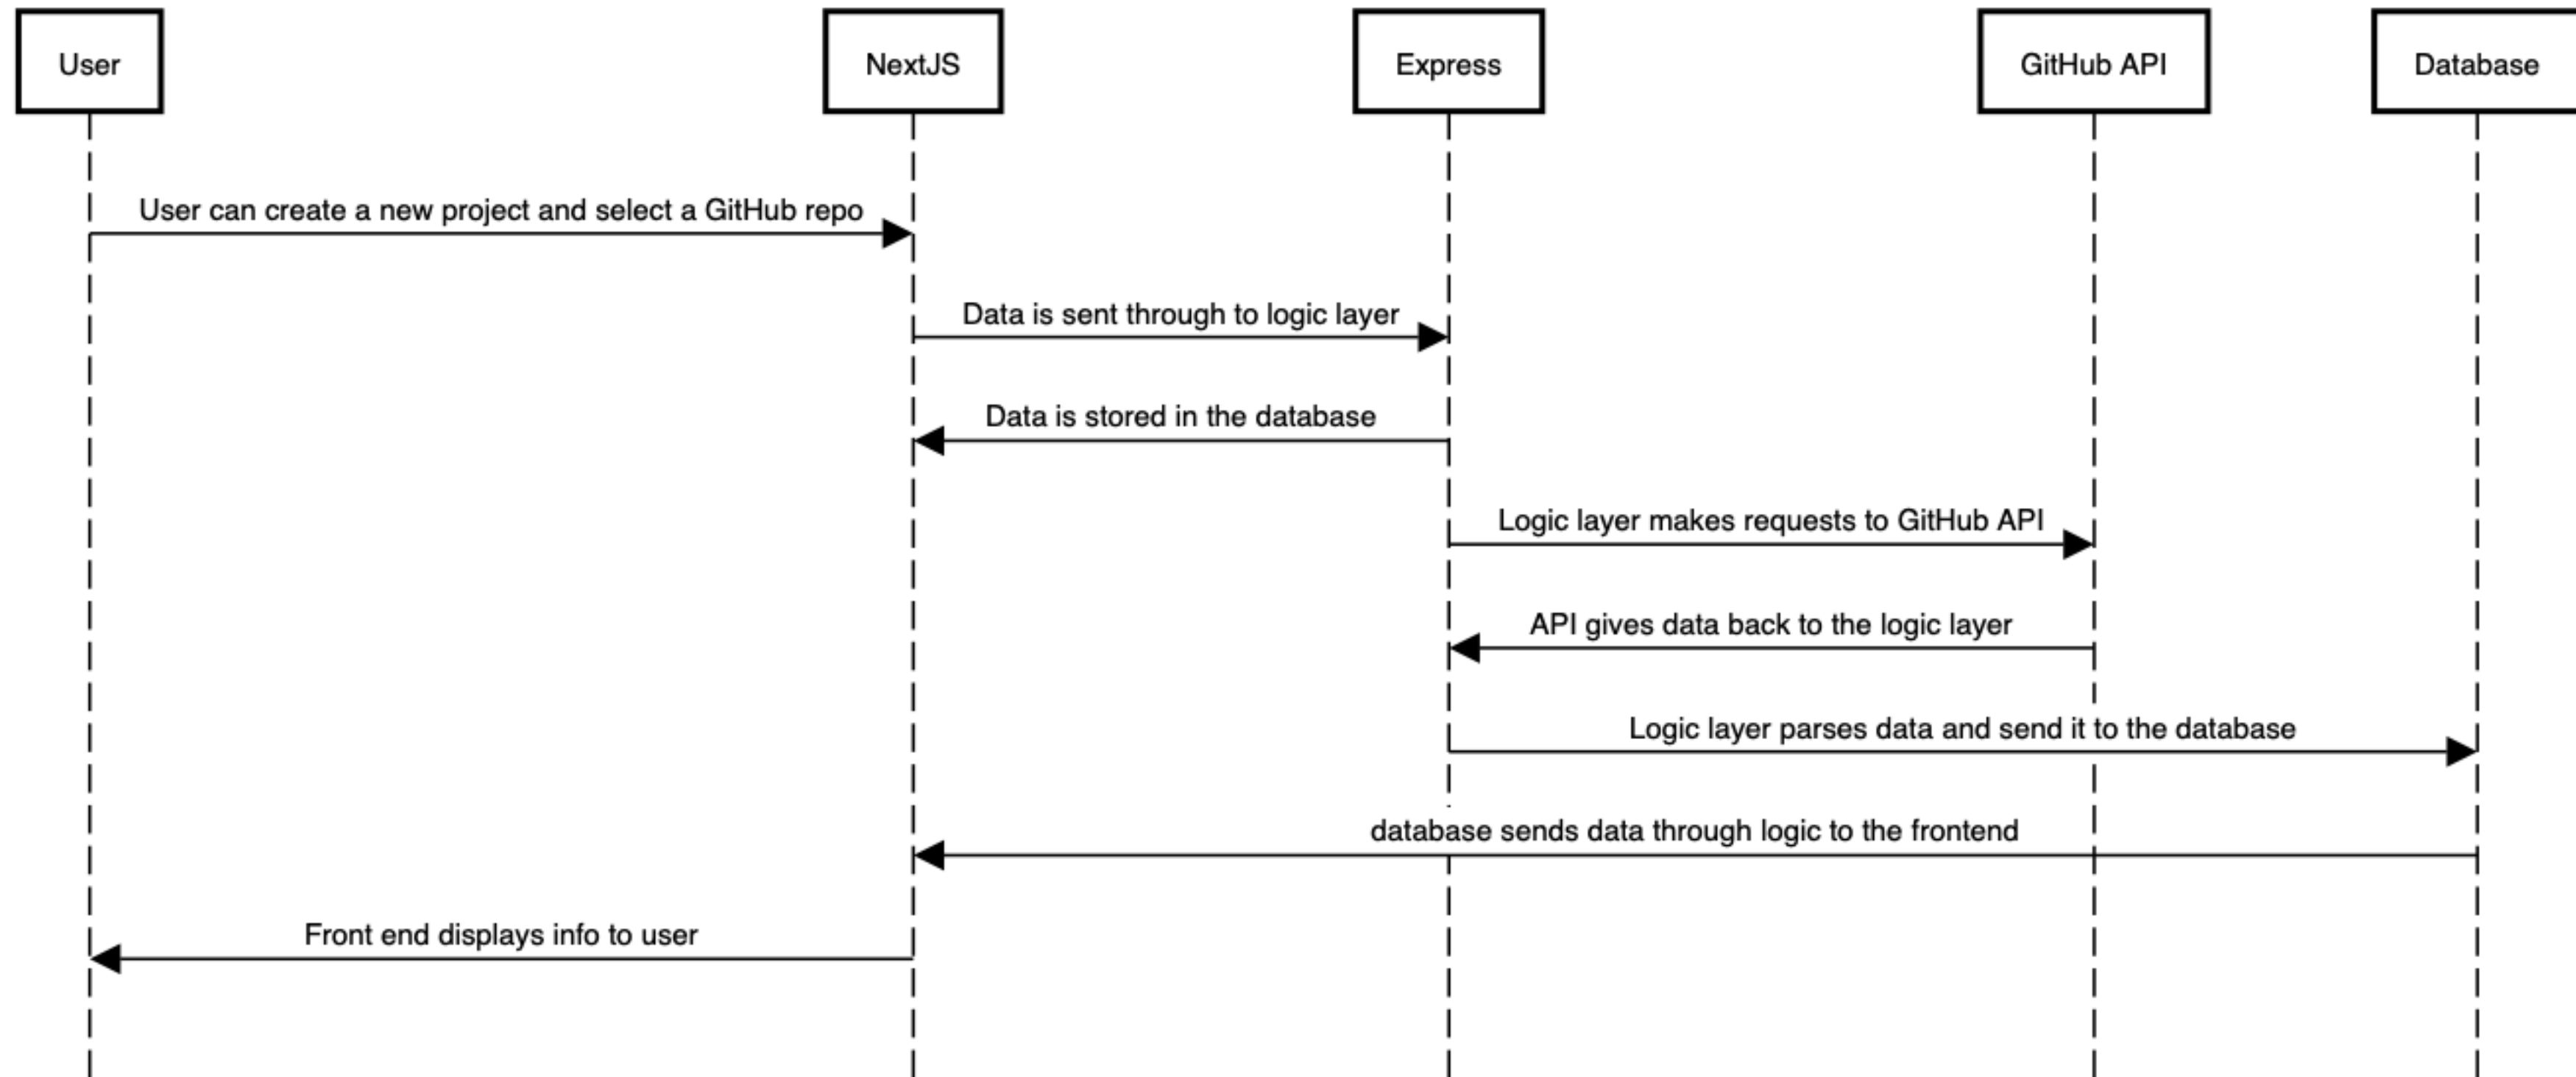 User
NextJS
Express
GitHub API
Database
User can create a new project and select a GitHub repo
Data is sent through to logic layer
Data is stored in the database
Logic layer makes requests to GitHub API
API gives data back to the logic layer
Logic layer parses data and send it to the database
database sends data through logic to the frontend
Front end displays info to user